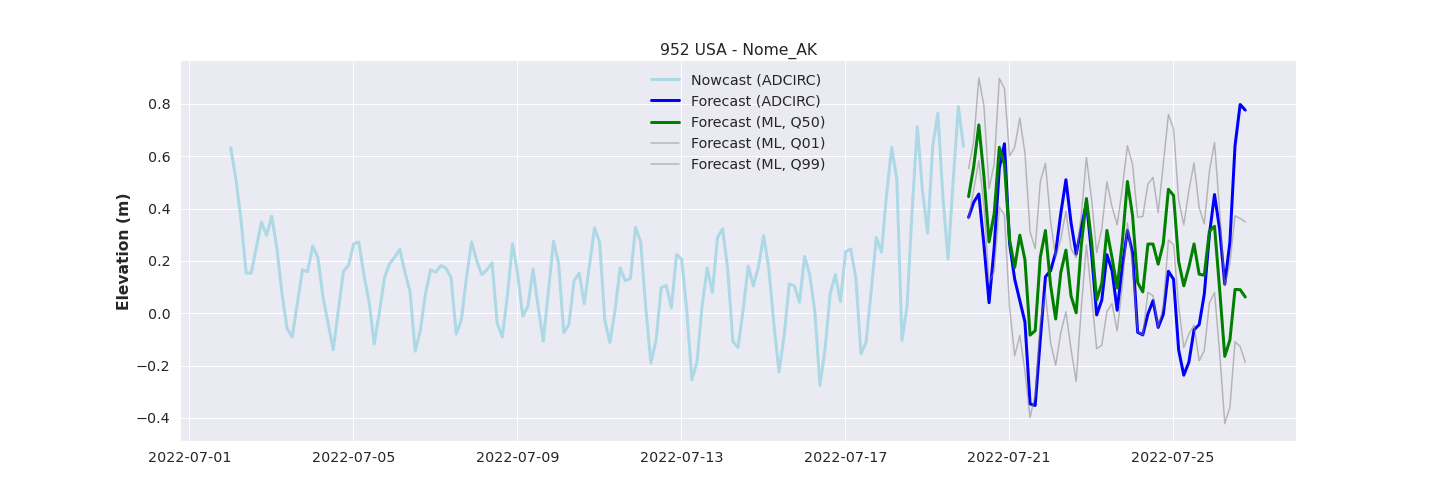 952 USA - Nome_AK
Nowcast (ADCIRC)
Forecast (ADCIRC)
Forecast (ML, Q50)
Forecast (ML, Q01)
Forecast (ML, Q99)
Elevation (m)
0.8
0.6
0.4
0.2
0.0
−0.2
−0.4
2022-07-01 2022-07-05 2022-07-09 2022-07-13 2022-07-17 2022-07-21 2022-07-25